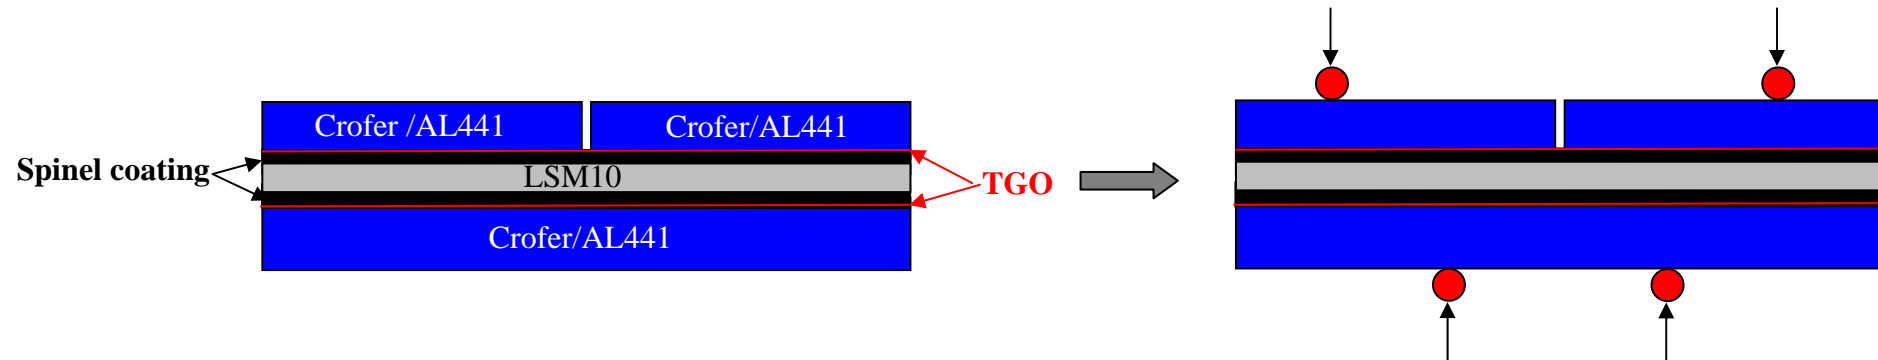 Crofer /AL441
Crofer/AL441
Spinel coating
LSM10
TGO
Crofer/AL441